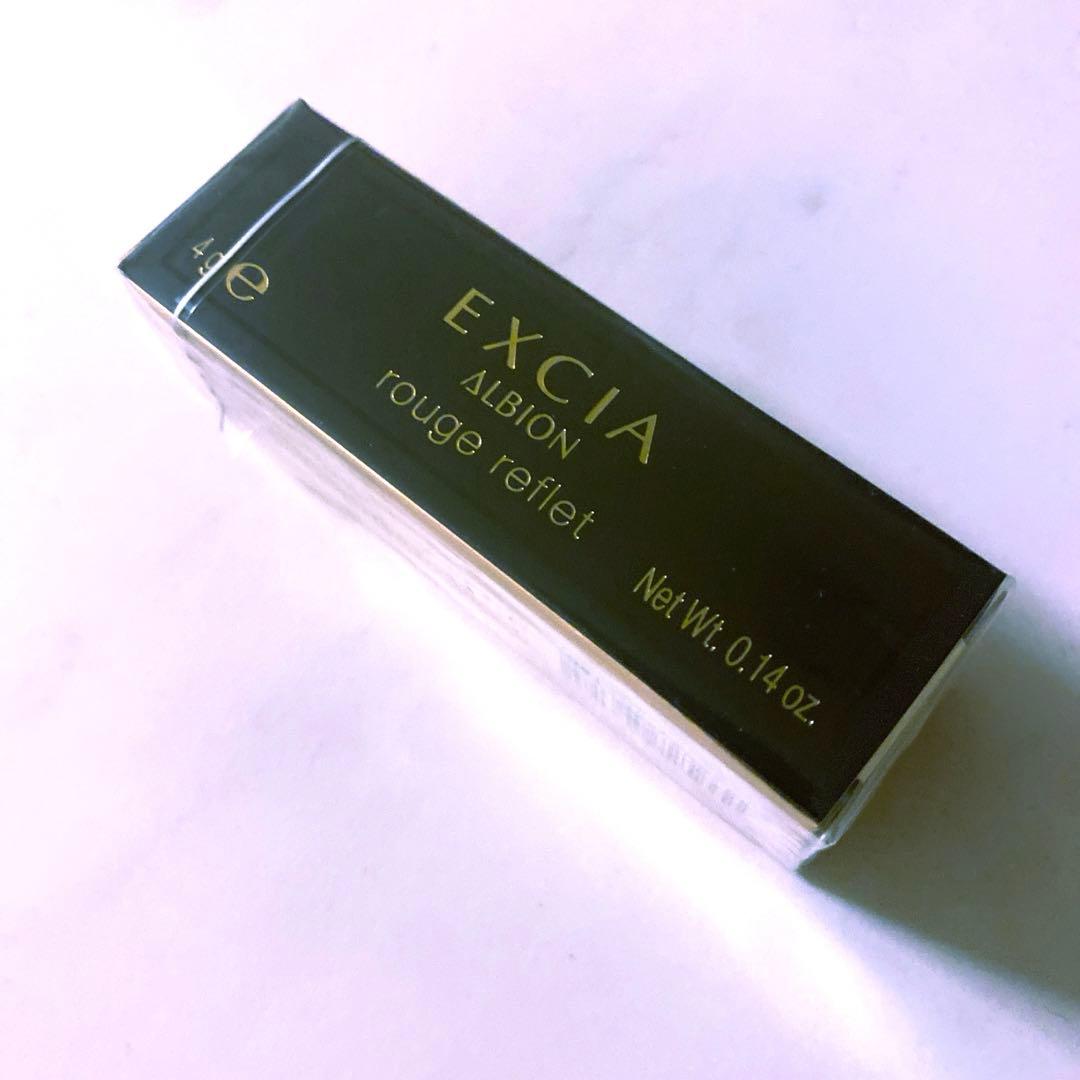 EXCIA
ALBION
rouge reflet
4g e
Net Wt. 0.14 oz.